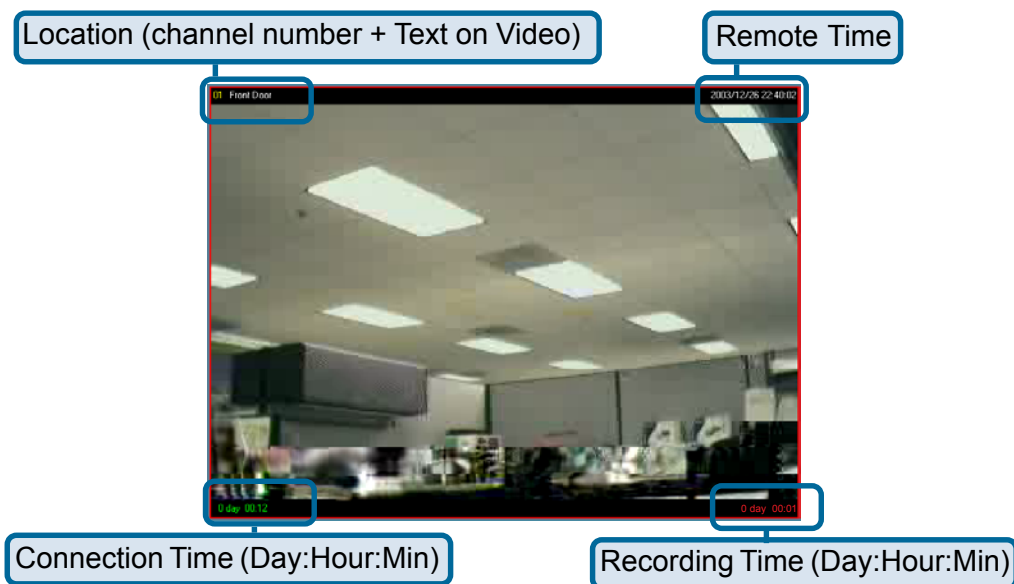 Location (channel number + Text on Video)
Remote Time
01 Front Door
2003/12/26 22:40:02
0 day 00:12
0 day 00:01
Connection Time (Day:Hour:Min)
Recording Time (Day:Hour:Min)